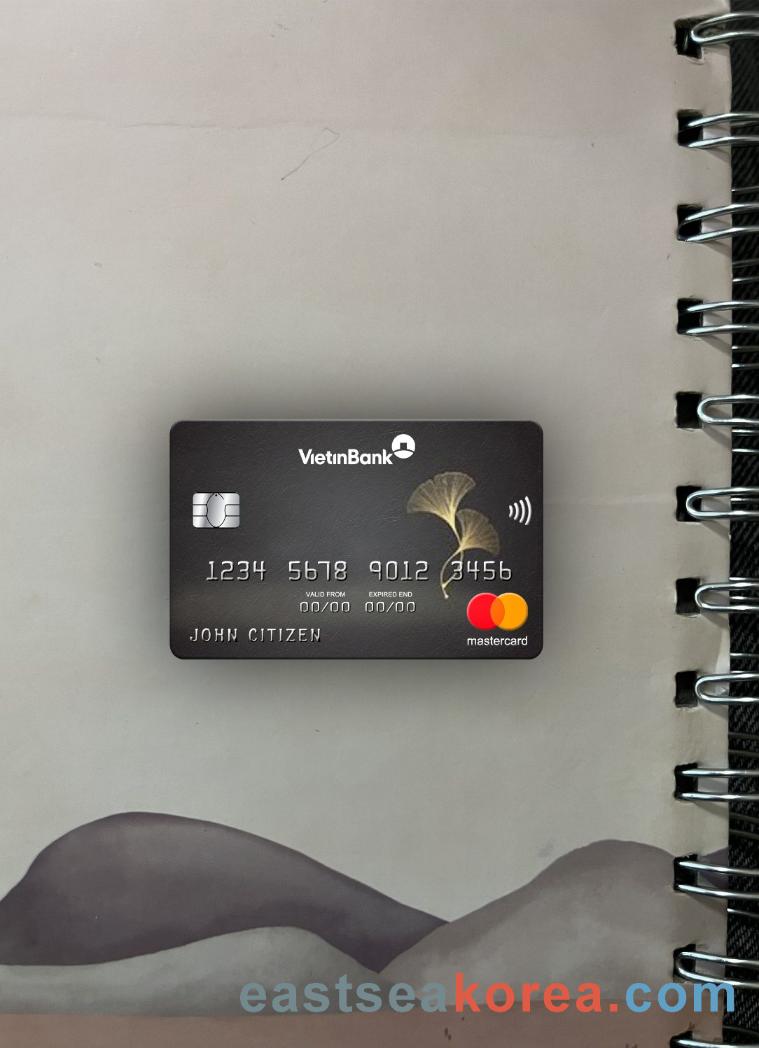 VietinBank
1234 5678 9012 3456
VALID FROM EXPIRED END
00/00 00/00
JOHN CITIZEN
mastercard
eastseakorea.com